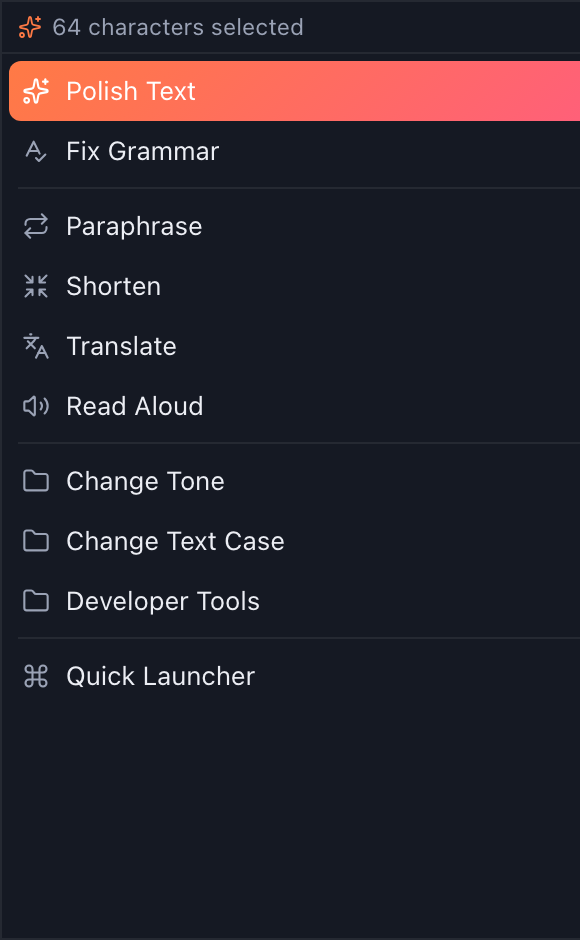 64 characters selected
Polish Text
Fix Grammar
Paraphrase
Shorten
Translate
Read Aloud
Change Tone
Change Text Case
Developer Tools
Quick Launcher